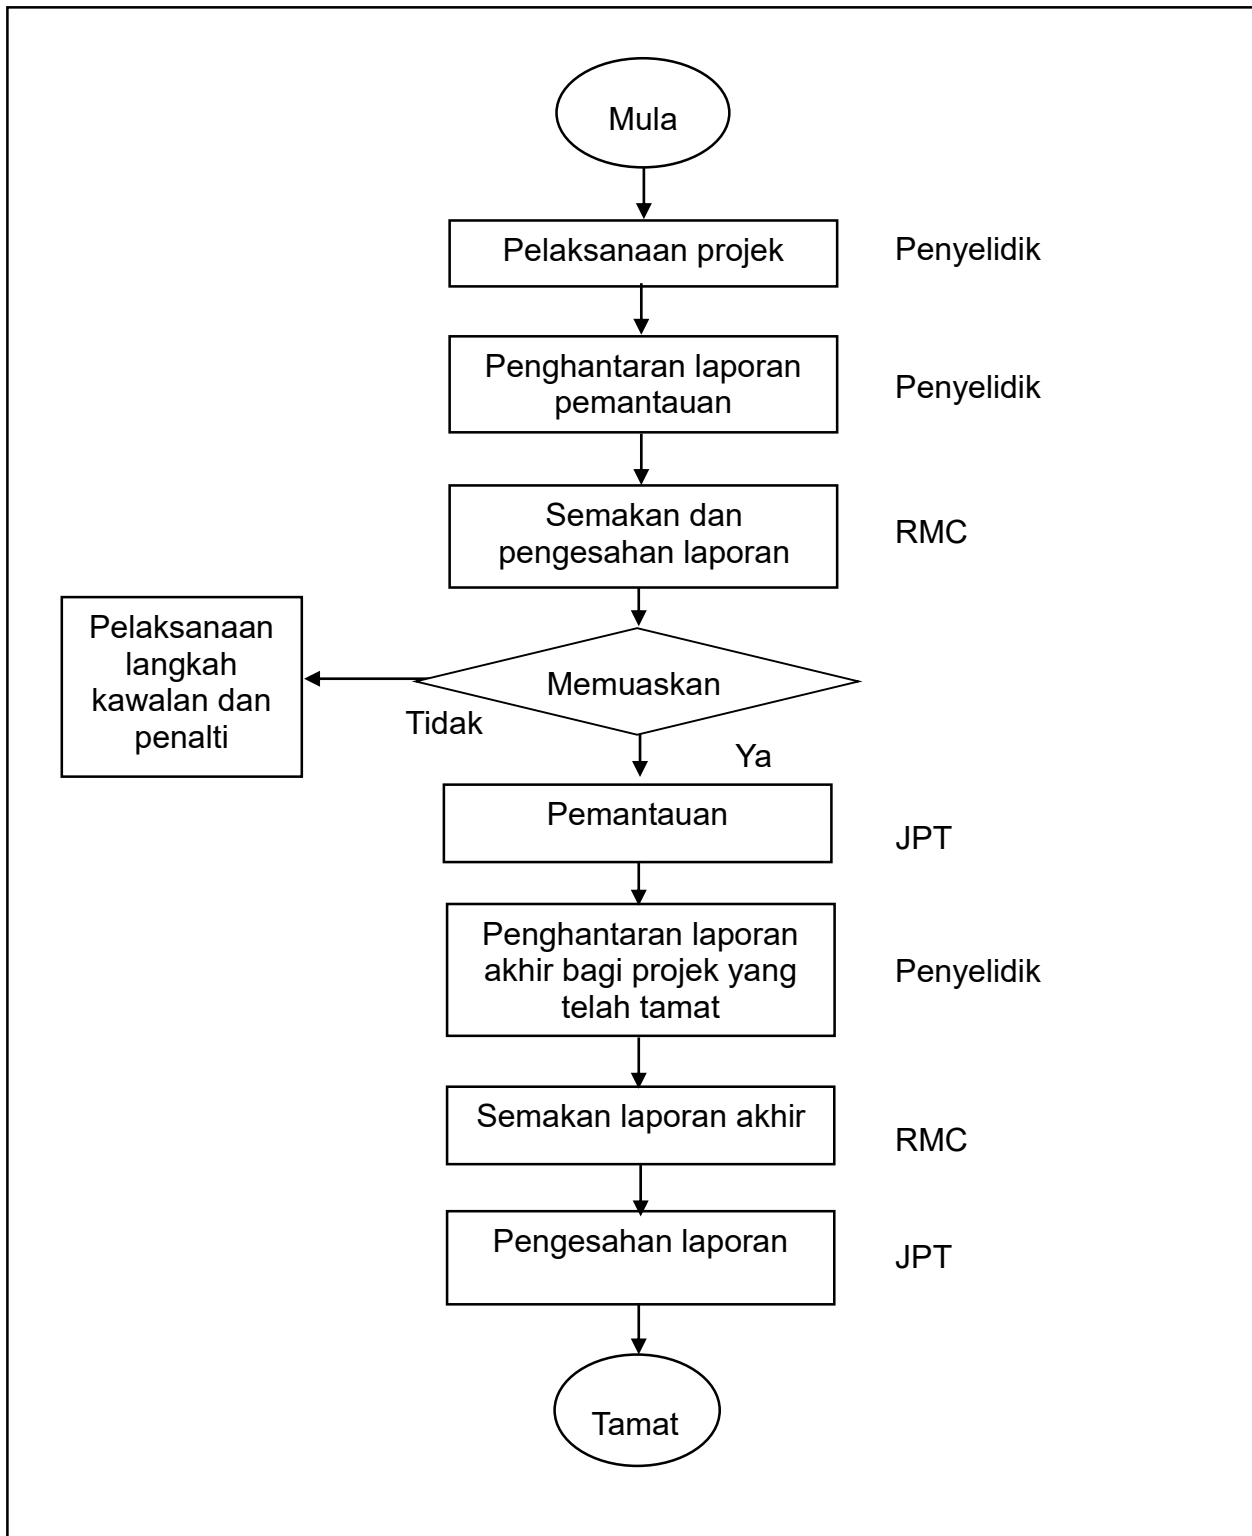 Mula
Pelaksanaan projek
Penyelidik
Penghantaran laporan
pemantauan
Penyelidik
Semakan dan
pengesahan laporan
RMC
Pelaksanaan
langkah
kawalan dan
penalti
Memuaskan
Tidak
Ya
Pemantauan
JPT
Penghantaran laporan
akhir bagi projek yang
telah tamat
Penyelidik
Semakan laporan akhir
RMC
Pengesahan laporan
JPT
Tamat